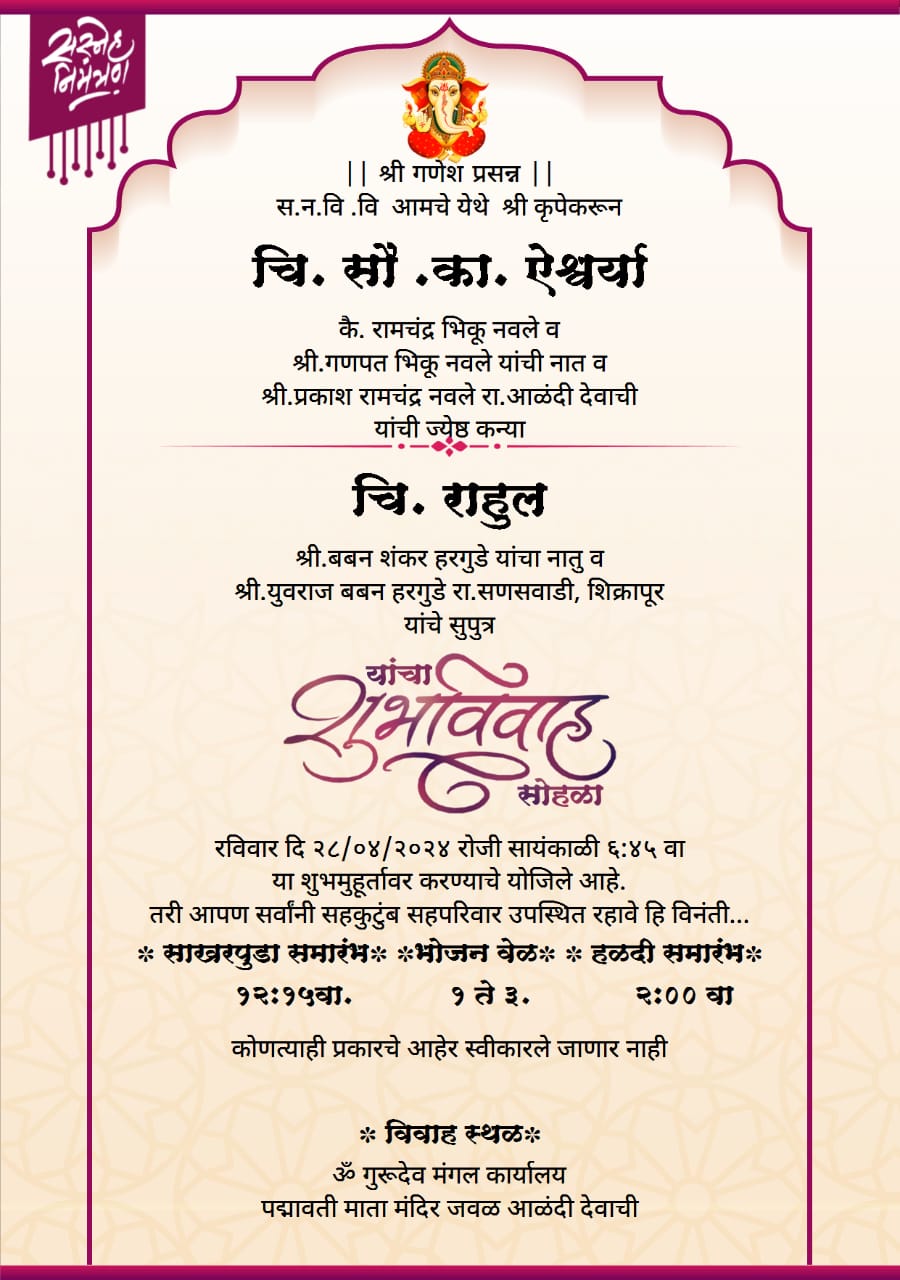 सस्नेह
निमंत्रण
|| श्री गणेश प्रसन्न ||
स.न.वि .वि आमचे येथे श्री कृपेकरून
चि. सौ .का. ऐश्वर्या
कै. रामचंद्र भिकू नवले व
श्री.गणपत भिकू नवले यांची नात व
श्री.प्रकाश रामचंद्र नवले रा.आळंदी देवाची
यांची ज्येष्ठ कन्या
चि. राहुल
श्री.बबन शंकर हरगुडे यांचा नातु व
श्री.युवराज बबन हरगुडे रा.सणसवाडी, शिक्रापूर
यांचे सुपुत्र
यांचा
शुभविवाह
सोहळा
रविवार दि २८/०४/२०२४ रोजी सायंकाळी ६:४५ वा
या शुभमुहूर्तावर करण्याचे योजिले आहे.
तरी आपण सर्वांनी सहकुटुंब सहपरिवार उपस्थित रहावे हि विनंती...
* साखरपुडा समारंभ* *भोजन वेळ* * हळदी समारंभ*
१२:१५वा. १ ते ३. २:०० वा
कोणत्याही प्रकारचे आहेर स्वीकारले जाणार नाही
* विवाह स्थळ*
ॐ गुरूदेव मंगल कार्यालय
पद्मावती माता मंदिर जवळ आळंदी देवाची